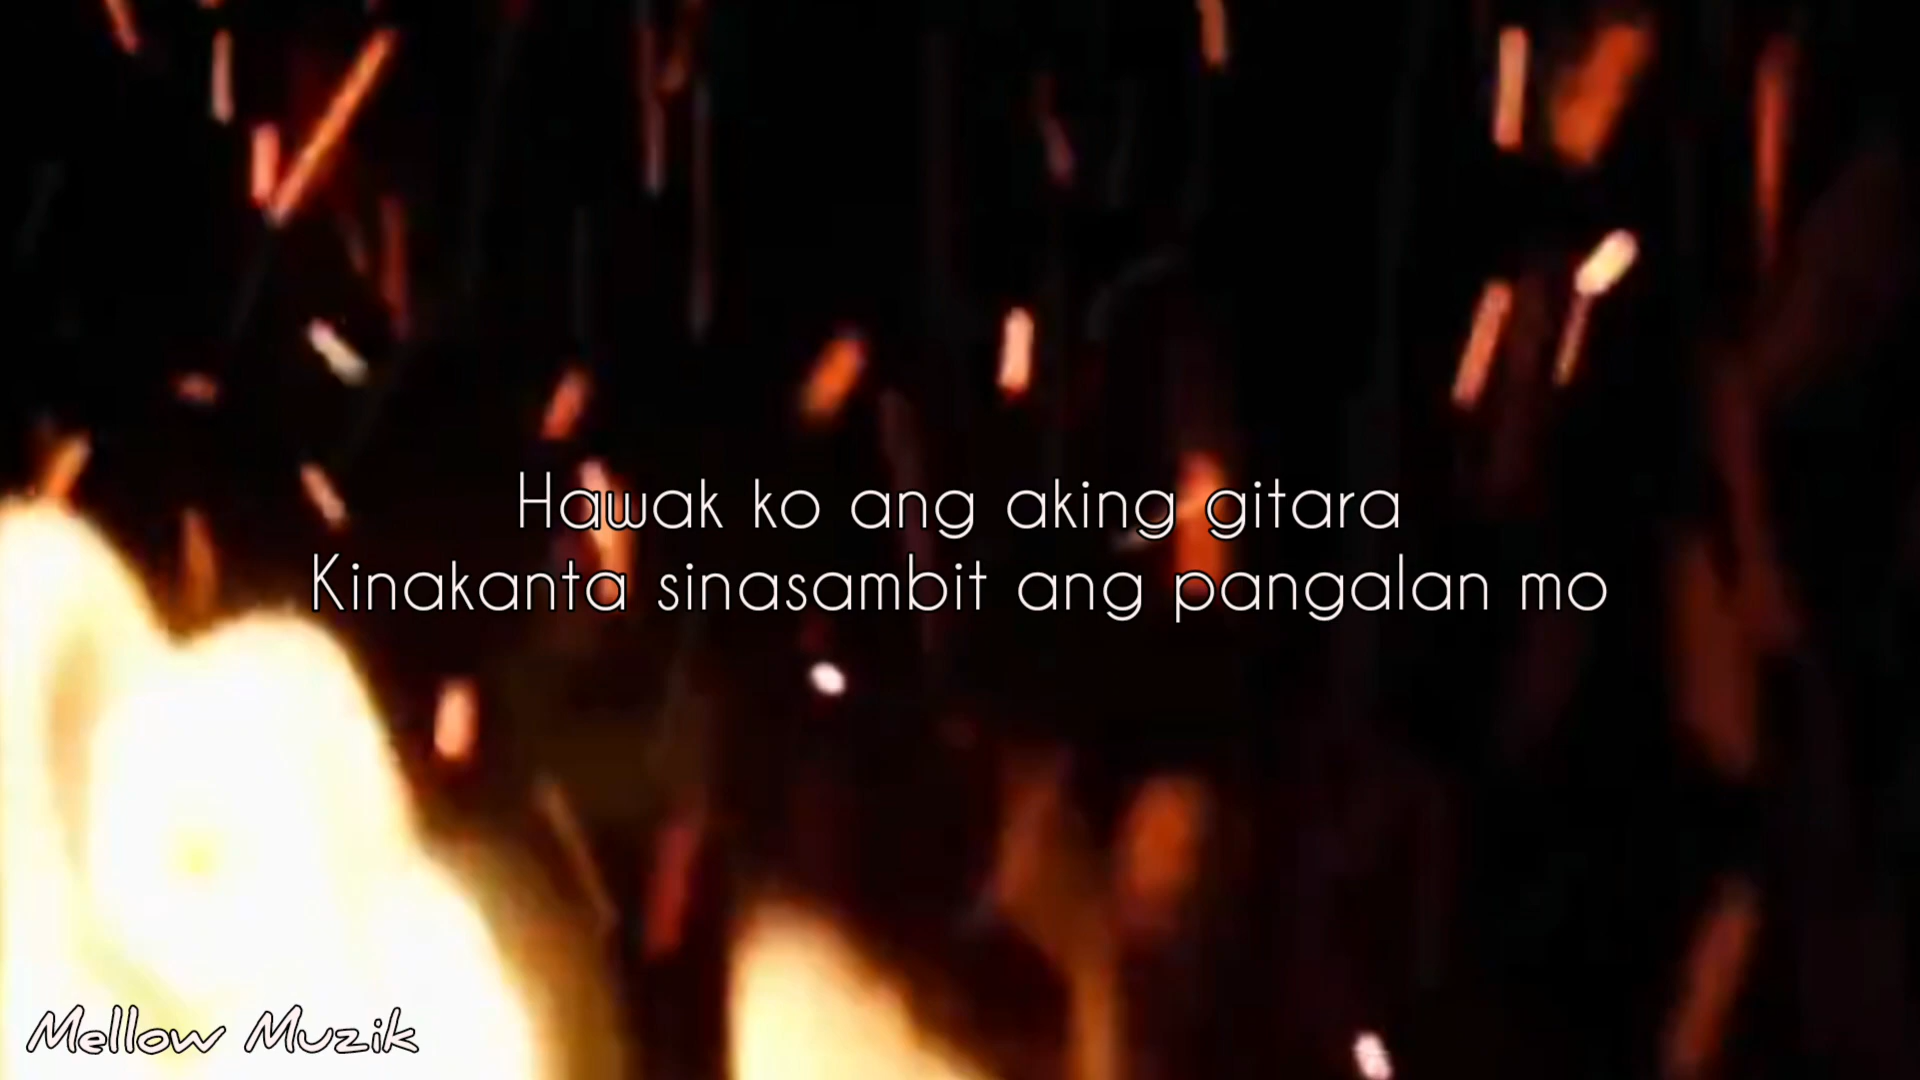 Hawak ko ang aking gitara
Kinakanta sinasambit ang pangalan mo
Mellow Muzik